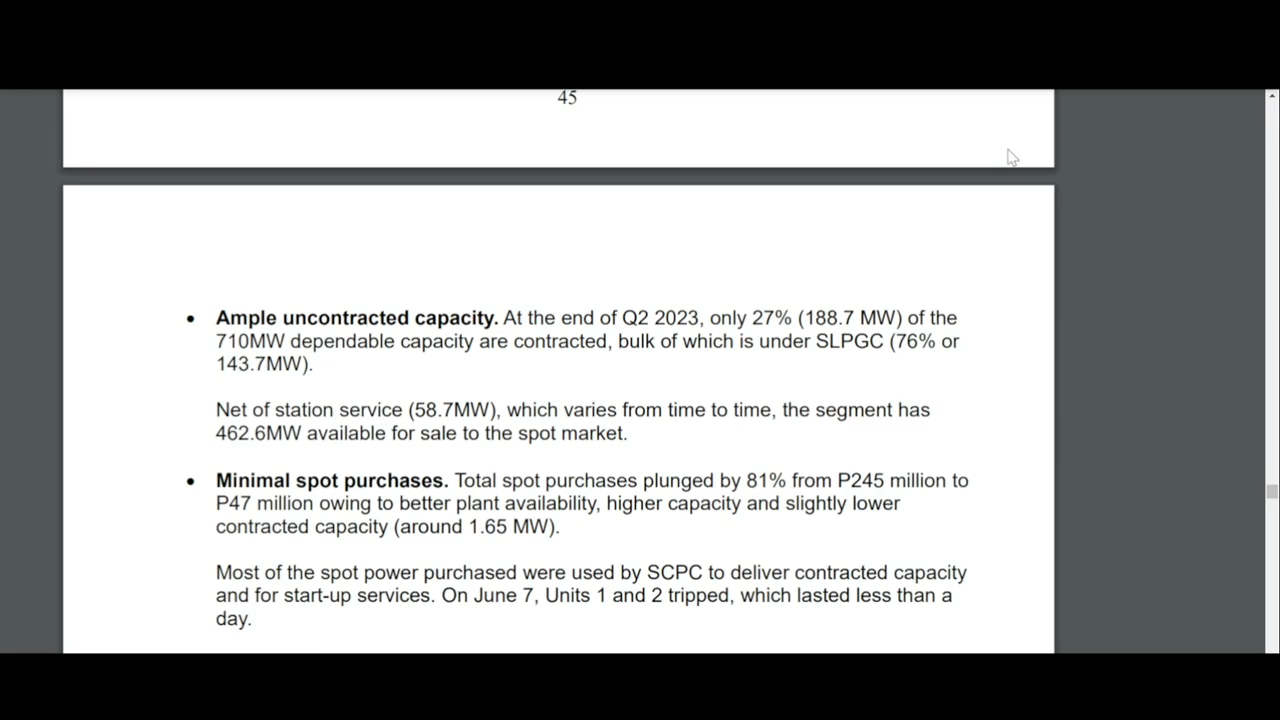 45
• Ample uncontracted capacity. At the end of Q2 2023, only 27% (188.7 MW) of the
710MW dependable capacity are contracted, bulk of which is under SLPGC (76% or
143.7MW).
Net of station service (58.7MW), which varies from time to time, the segment has
462.6MW available for sale to the spot market.
• Minimal spot purchases. Total spot purchases plunged by 81% from P245 million to
P47 million owing to better plant availability, higher capacity and slightly lower
contracted capacity (around 1.65 MW).
Most of the spot power purchased were used by SCPC to deliver contracted capacity
and for start-up services. On June 7, Units 1 and 2 tripped, which lasted less than a
day.